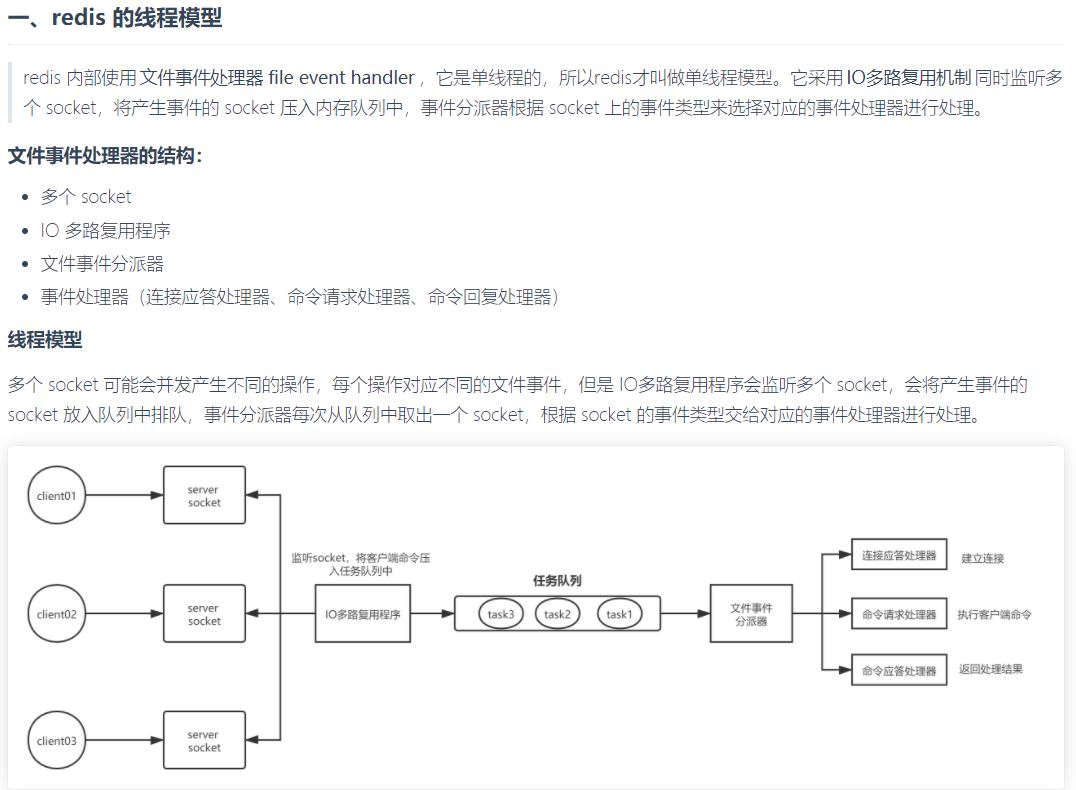 一、redis 的线程模型
redis 内部使用 文件事件处理器 file event handler ，它是单线程的，所以redis才叫做单线程模型。它采用 IO多路复用机制 同时监听多
个 socket，将产生事件的 socket 压入内存队列中，事件分派器根据 socket 上的事件类型来选择对应的事件处理器进行处理。
文件事件处理器的结构：
多个 socket
IO 多路复用程序
文件事件分派器
事件处理器（连接应答处理器、命令请求处理器、命令回复处理器）
线程模型
多个 socket 可能会并发产生不同的操作，每个操作对应不同的文件事件，但是 IO多路复用程序会监听多个 socket，会将产生事件的
socket 放入队列中排队，事件分派器每次从队列中取出一个 socket，根据 socket 的事件类型交给对应的事件处理器进行处理。
client01
server
socket
client02
server
socket
client03
server
socket
监听socket，将客户端命令压
入任务队列中
IO多路复用程序
任务队列
task3
task2
task1
文件事件
分派器
连接应答处理器
建立连接
命令请求处理器
执行客户端命令
命令应答处理器
返回处理结果